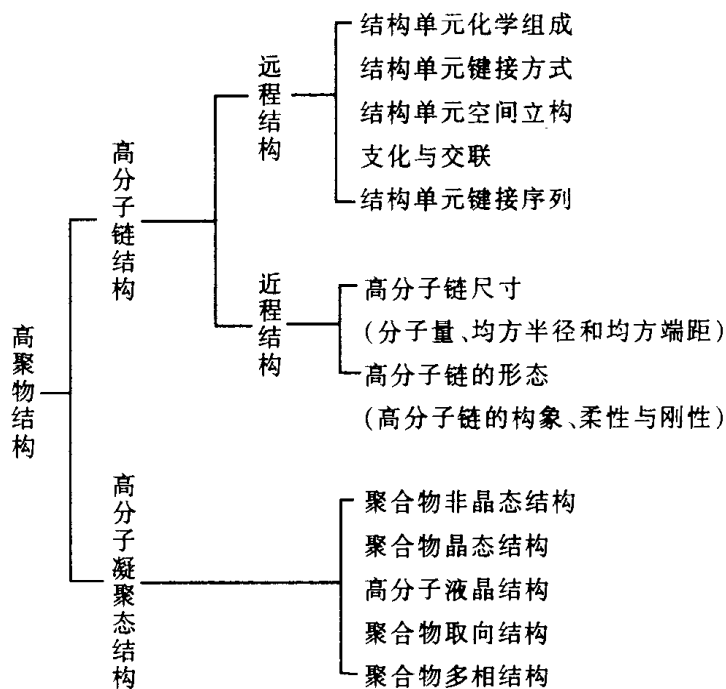 高聚物结构
高分子链结构
远程结构
结构单元化学组成
结构单元键接方式
结构单元空间立构
支化与交联
结构单元键接序列
近程结构
高分子链尺寸
(分子量、均方半径和均方端距)
高分子链的形态
(高分子链的构象、柔性与刚性)
高分子凝聚态结构
聚合物非晶态结构
聚合物晶态结构
高分子液晶结构
聚合物取向结构
聚合物多相结构